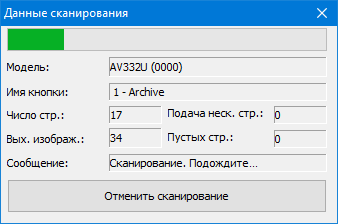 Данные сканирования
Модель: AV332U (0000)
Имя кнопки: 1 - Archive
Число стр.: 17 Подача неск. стр.: 0
Вых. изображ.: 34 Пустых стр.: 0
Сообщение: Сканирование. Подождите...
Отменить сканирование